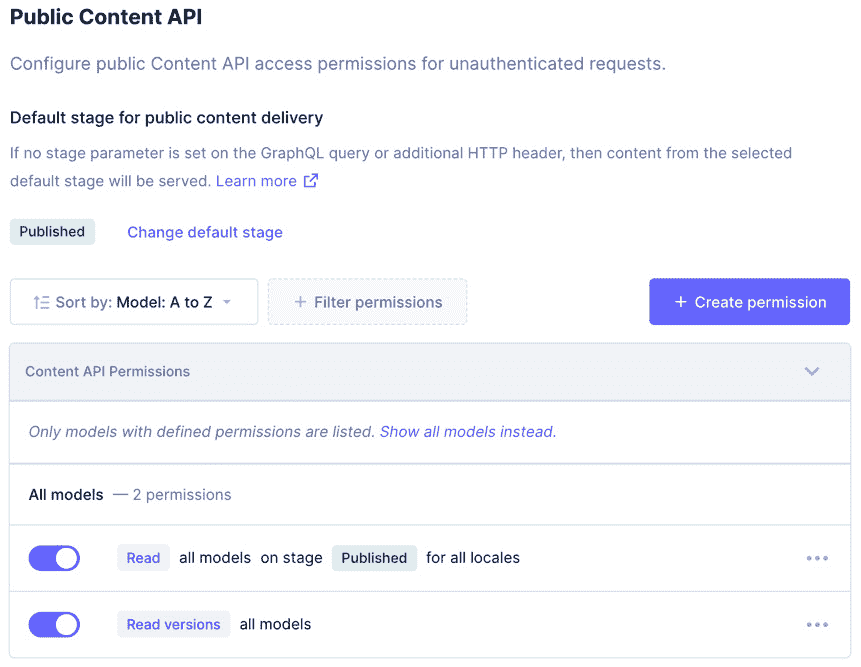 Public Content API
Configure public Content API access permissions for unauthenticated requests.
Default stage for public content delivery
If no stage parameter is set on the GraphQL query or additional HTTP header, then content from the selected
default stage will be served. Learn more
Published Change default stage
Sort by: Model: A to Z + Filter permissions + Create permission
Content API Permissions
Only models with defined permissions are listed. Show all models instead.
All models — 2 permissions
Read all models on stage Published for all locales
Read versions all models